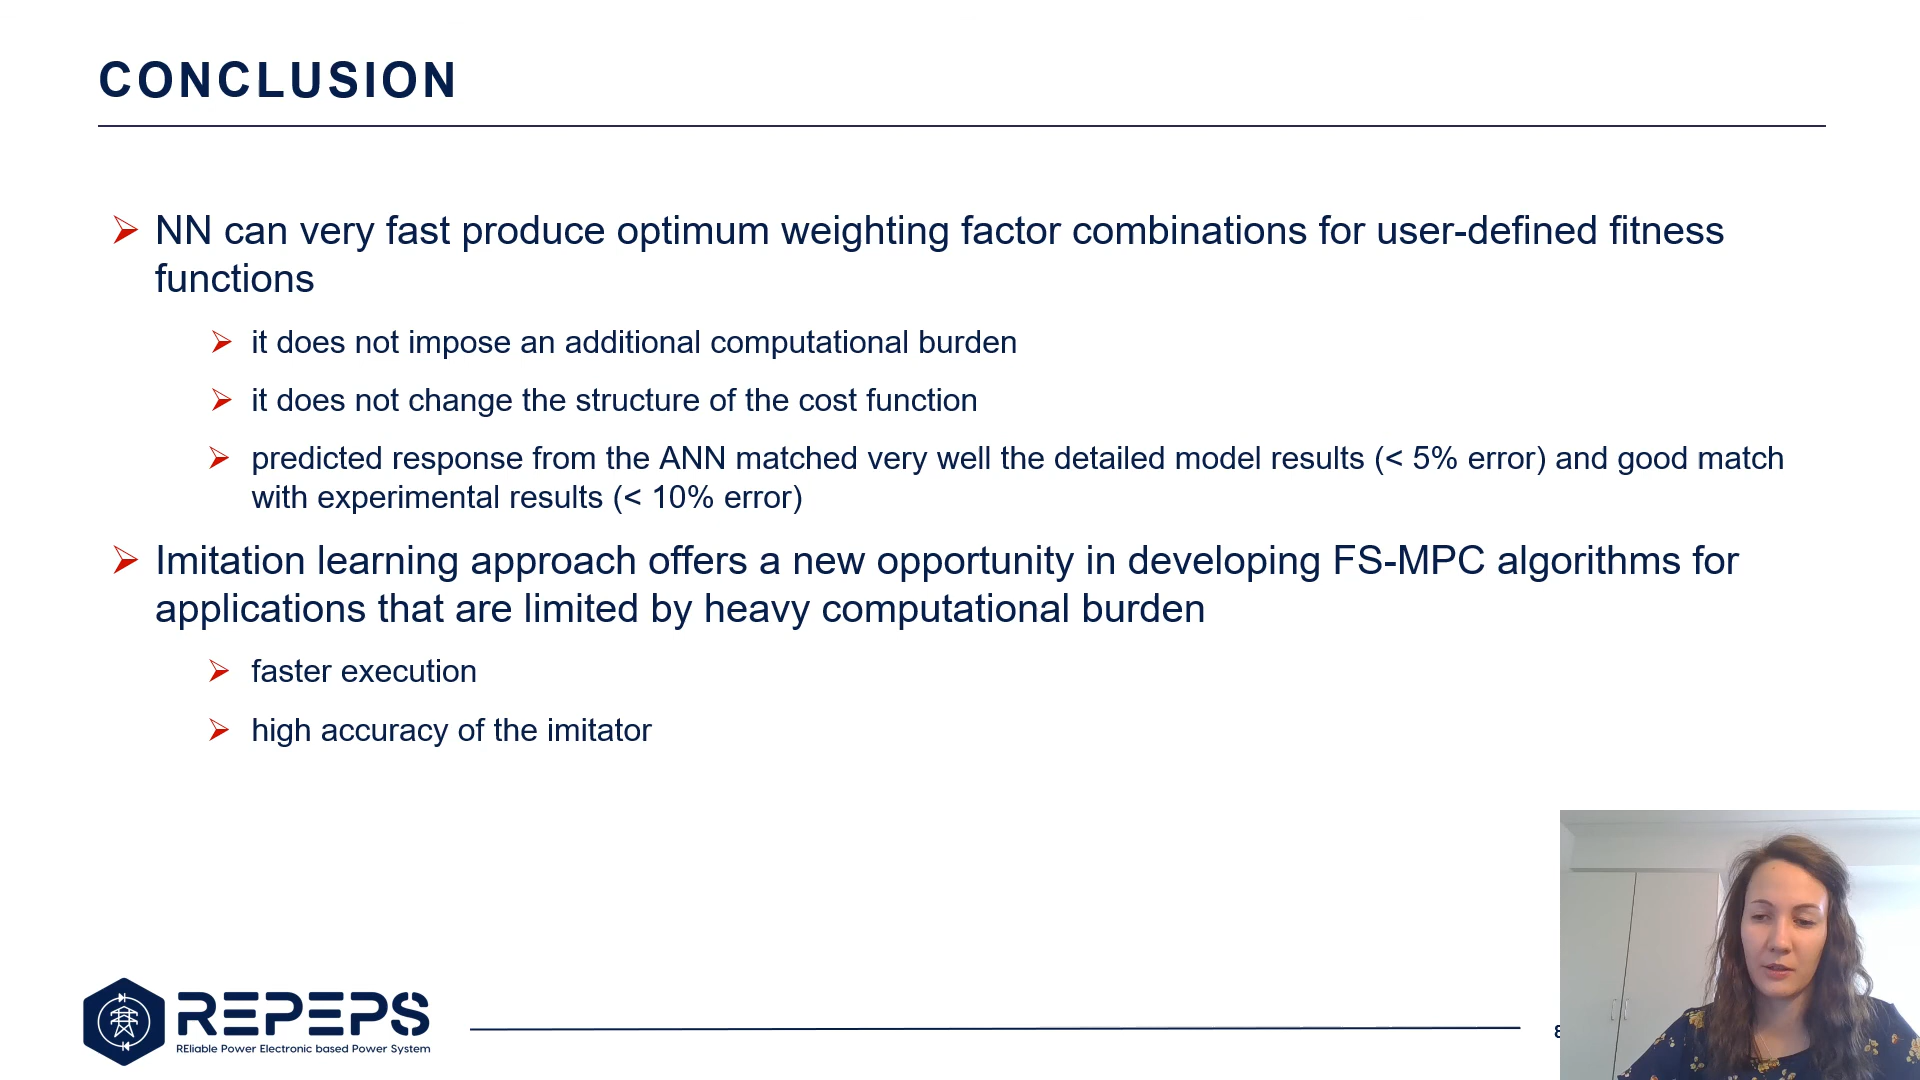 CONCLUSION
NN can very fast produce optimum weighting factor combinations for user-defined fitness
functions
it does not impose an additional computational burden
it does not change the structure of the cost function
predicted response from the ANN matched very well the detailed model results (< 5% error) and good match
with experimental results (< 10% error)
Imitation learning approach offers a new opportunity in developing FS-MPC algorithms for
applications that are limited by heavy computational burden
faster execution
high accuracy of the imitator
REPEPS
REliable Power Electronic based Power System